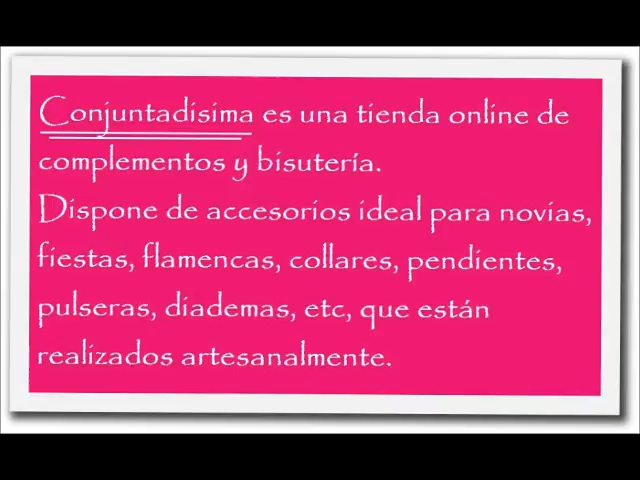 Conjuntadisima es una tienda online de
complementos y bisutería.
Dispone de accesorios ideal para novias,
fiestas, flamencas, collares, pendientes,
pulseras, diademas, etc, que están
realizados artesanalmente.